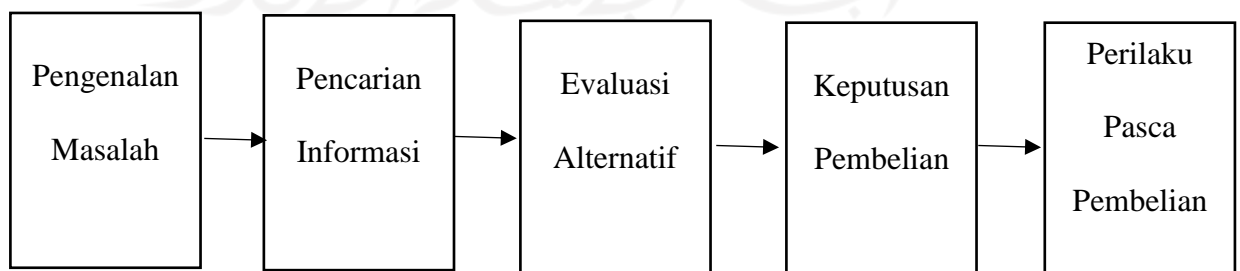 Pengenalan
Masalah
Pencarian
Informasi
Evaluasi
Alternatif
Keputusan
Pembelian
Perilaku
Pasca
Pembelian